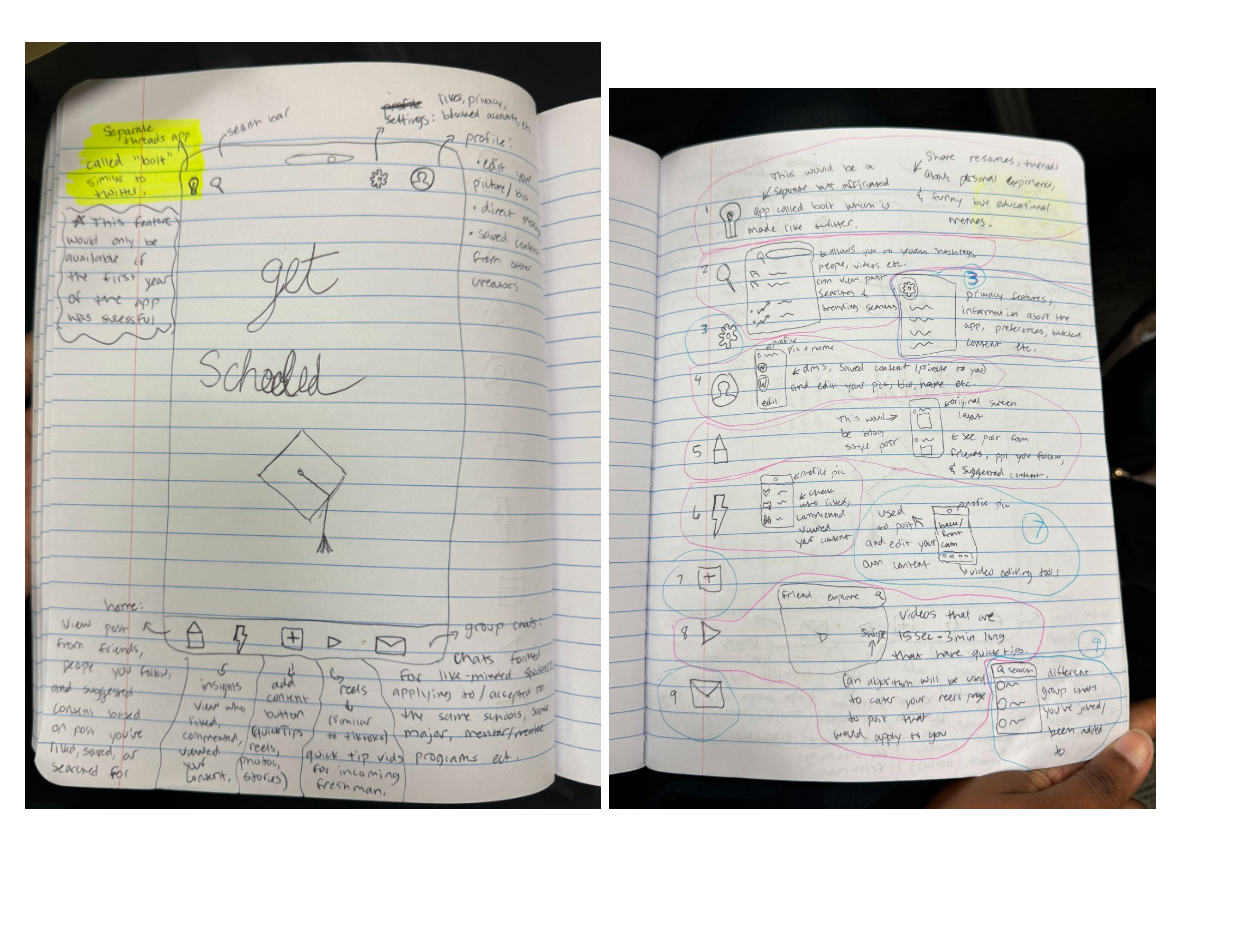 Separate
threads app
called "bolt"
similar to
twitter.
search bar
profile
likes, privacy,
settings: blocked accounts, etc
profile:
• edit your
picture/bio
• direct messages
• saved content
from other
creators
☆ This feature
would only be
available if
the first year
of the app
was sucessful
get
Schooled
home:
view post
from friends,
people you follow,
and suggested
content based
on post you're
liked, saved, or
searched for
insights
view who
liked,
commented,
viewed
your
content,
add
content
button
(quicktips
reels,
photos,
stories)
reels
(similar
to tiktoks)
quick tip vids
for incoming
freshman.
group chats:
chats formed
for like-minded
applying to/accepted to
the same schools, same
major, mentor/mentee
programs ect.
1
This would be a
separate but affiliated
app called bolt which is
made like twitter.
Share resumes, threads
about personal experience,
& funny but educational
memes.
2
allows you to search hashtags,
people, videos etc.
can view past
searches &
trending searches
3
3
privacy features,
information about the
app, preferences, blocked
content etc.
4
profile
pic + name
edit
dm's, saved content (private to you)
and edit your pic, bio, name etc.
5
This would
be blog
style post
original screen
layout
see post from
friends, ppl you follow,
& suggested content.
6
profile pic
check
who liked,
commented
viewed
your content
7
used
to post
and edit your
own content
profile pic
back/
front
cam
video editing tools
7
8
friend explore
Swipe
videos that are
15sec - 3min long
that have quick tips.
(an algorithm will be used
to cater your reels page
to post that
would apply to you
9
9
search
different
group chats
you've joined/
been added
to